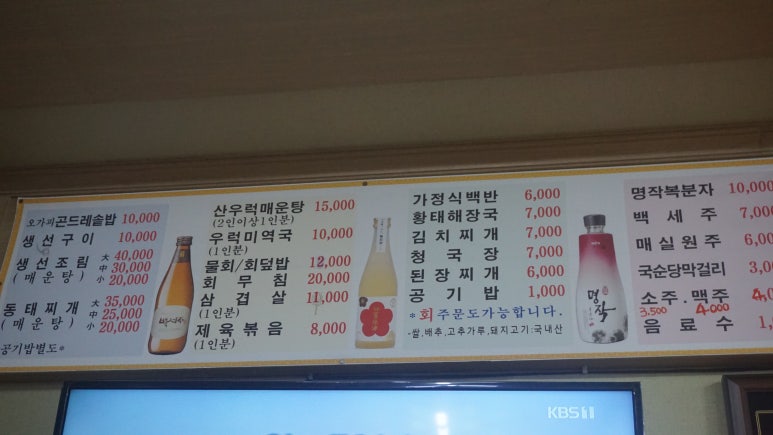 오가피곤드레솥밥 10,000
생선구이 10,000
생선조림 大 40,000
(매운탕) 中 30,000
小 20,000
동태찌개 大 35,000
(매운탕) 中 25,000
小 20,000
공기밥별도*
산우럭매운탕 15,000
(2인이상1인분)
우럭미역국 10,000
(1인분)
물회/회덮밥 12,000
회무침 20,000
삼겹살 11,000
(1인분)
제육볶음 8,000
(1인분)
가정식백반 6,000
황태해장국 7,000
김치찌개 7,000
청국장 7,000
된장찌개 6,000
공기밥 1,000
*회주문도가능합니다.
-쌀,배추,고추가루,돼지고기:국내산
명작
명작복분자 10,000
백세주 7,000
매실원주 6,000
국순당막걸리
소주.맥주
3.500 4.000
음료수
KBS1